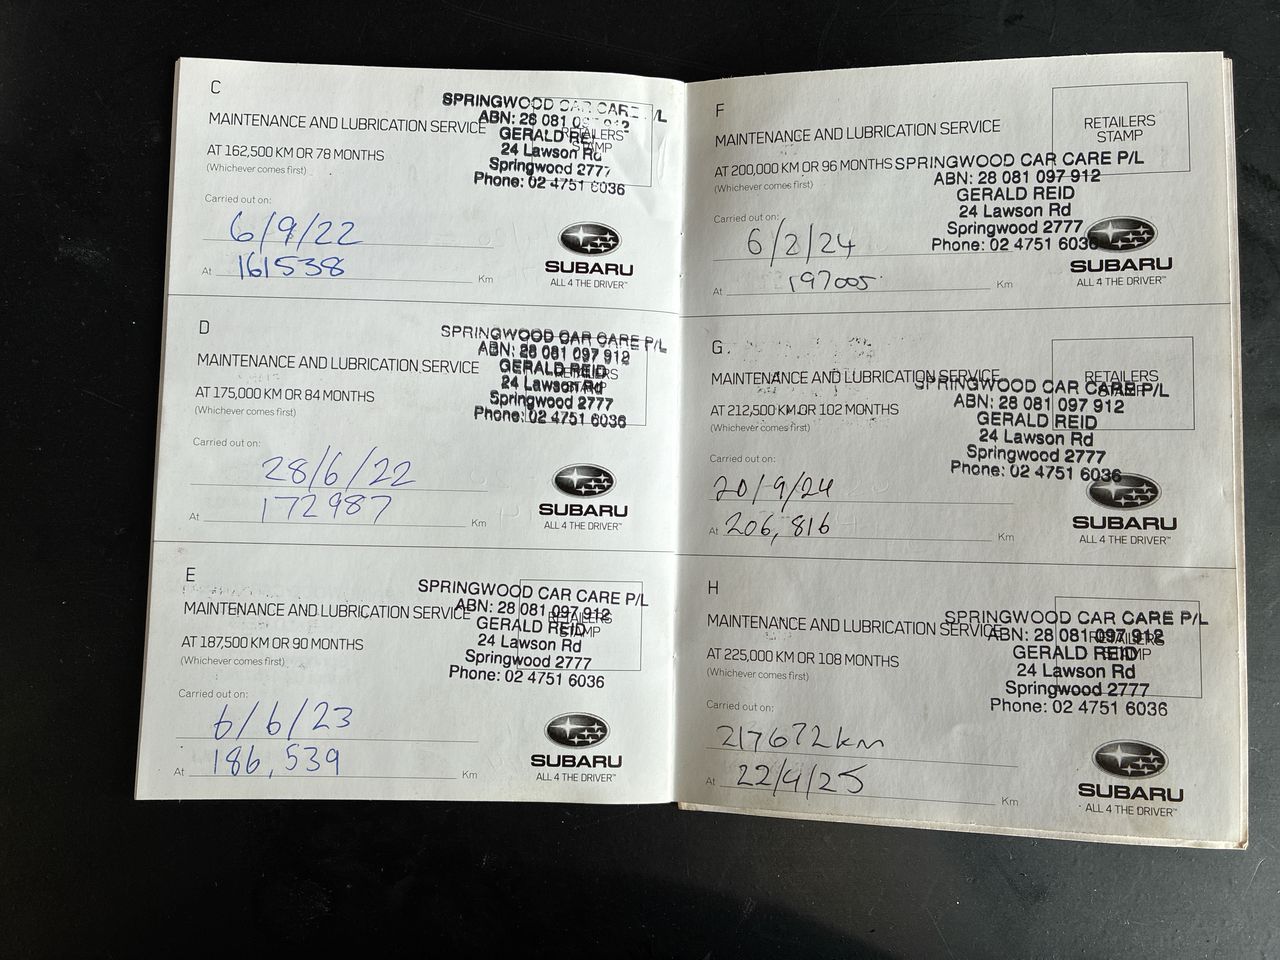 C
SPRINGWOOD CAR CARE P/L
MAINTENANCE AND LUBRICATION SERVICE
ABN: 28 081 097 912
RETAILERS
STAMP
GERALD REID
AT 162,500 KM OR 78 MONTHS
24 Lawson Rd
(Whichever comes first)
Springwood 2777
Phone: 02 4751 6036
Carried out on:
6/9/22
At 161538 Km
SUBARU
ALL 4 THE DRIVER™
D
SPRINGWOOD CAR CARE P/L
MAINTENANCE AND LUBRICATION SERVICE
ABN: 28 081 097 912
RETAILERS
GERALD REID
AT 175,000 KM OR 84 MONTHS
24 Lawson Rd
(Whichever comes first)
Springwood 2777
Phone: 02 4751 6036
Carried out on:
28/6/22
At 172987 Km
SUBARU
ALL 4 THE DRIVER™
E
SPRINGWOOD CAR CARE P/L
MAINTENANCE AND LUBRICATION SERVICE
ABN: 28 081 097 912
RETAILERS
STAMP
GERALD REID
AT 187,500 KM OR 90 MONTHS
24 Lawson Rd
(Whichever comes first)
Springwood 2777
Phone: 02 4751 6036
Carried out on:
6/6/23
At 186,539 Km
SUBARU
ALL 4 THE DRIVER™
F
RETAILERS
STAMP
MAINTENANCE AND LUBRICATION SERVICE
AT 200,000 KM OR 96 MONTHS
SPRINGWOOD CAR CARE P/L
(Whichever comes first)
ABN: 28 081 097 912
GERALD REID
24 Lawson Rd
Springwood 2777
Phone: 02 4751 6036
Carried out on:
6/2/24
At 197005 Km
SUBARU
ALL 4 THE DRIVER™
G.
RETAILERS
MAINTENANCE AND LUBRICATION SERVICE
SPRINGWOOD CAR CARE P/L
AT 212,500 KM OR 102 MONTHS
ABN: 28 081 097 912
(Whichever comes first)
GERALD REID
24 Lawson Rd
Springwood 2777
Phone: 02 4751 6036
Carried out on:
20/9/24
At 206,816 Km
SUBARU
ALL 4 THE DRIVER™
H
SPRINGWOOD CAR CARE P/L
MAINTENANCE AND LUBRICATION SERVICE
ABN: 28 081 097 912
RETAILERS
STAMP
GERALD REID
AT 225,000 KM OR 108 MONTHS
24 Lawson Rd
(Whichever comes first)
Springwood 2777
Phone: 02 4751 6036
Carried out on:
217672km
At 22/4/25 Km
SUBARU
ALL 4 THE DRIVER™